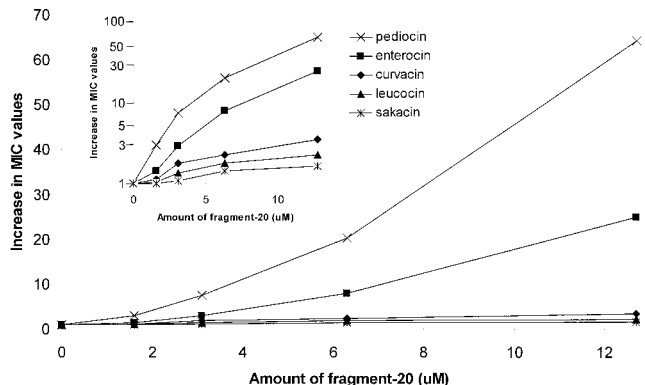 70
60
50
40
30
20
10
0
Increase in MIC values
0
2
4
6
8
10
12
Amount of fragment-20 (uM)
100
50
30
10
5
3
1
Increase in MIC values
0
5
10
Amount of fragment-20 (uM)
pediocin
enterocin
curvacin
leucocin
sakacin